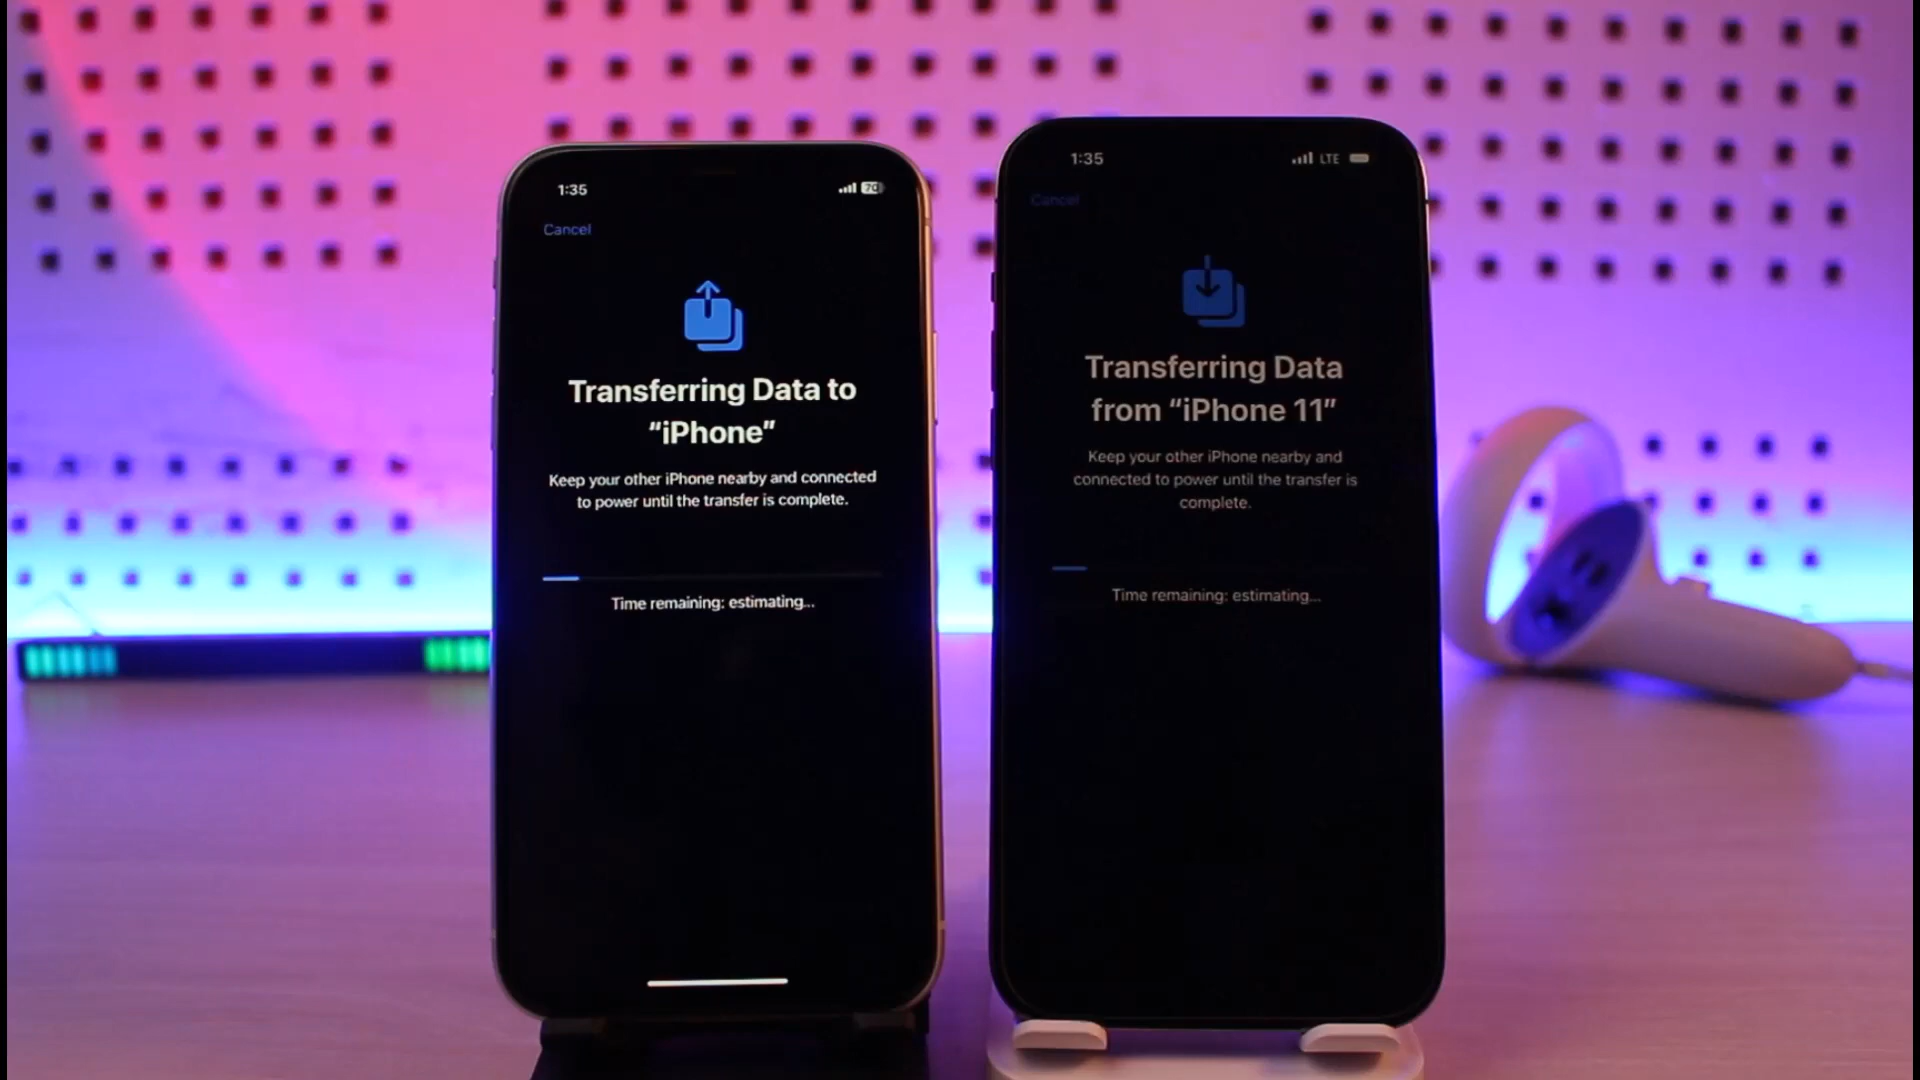 1:35
70
Cancel
Transferring Data to
“iPhone”
Keep your other iPhone nearby and connected
to power until the transfer is complete.
Time remaining: estimating...
1:35
LTE
Cancel
Transferring Data
from “iPhone 11”
Keep your other iPhone nearby and
connected to power until the transfer is
complete.
Time remaining: estimating...